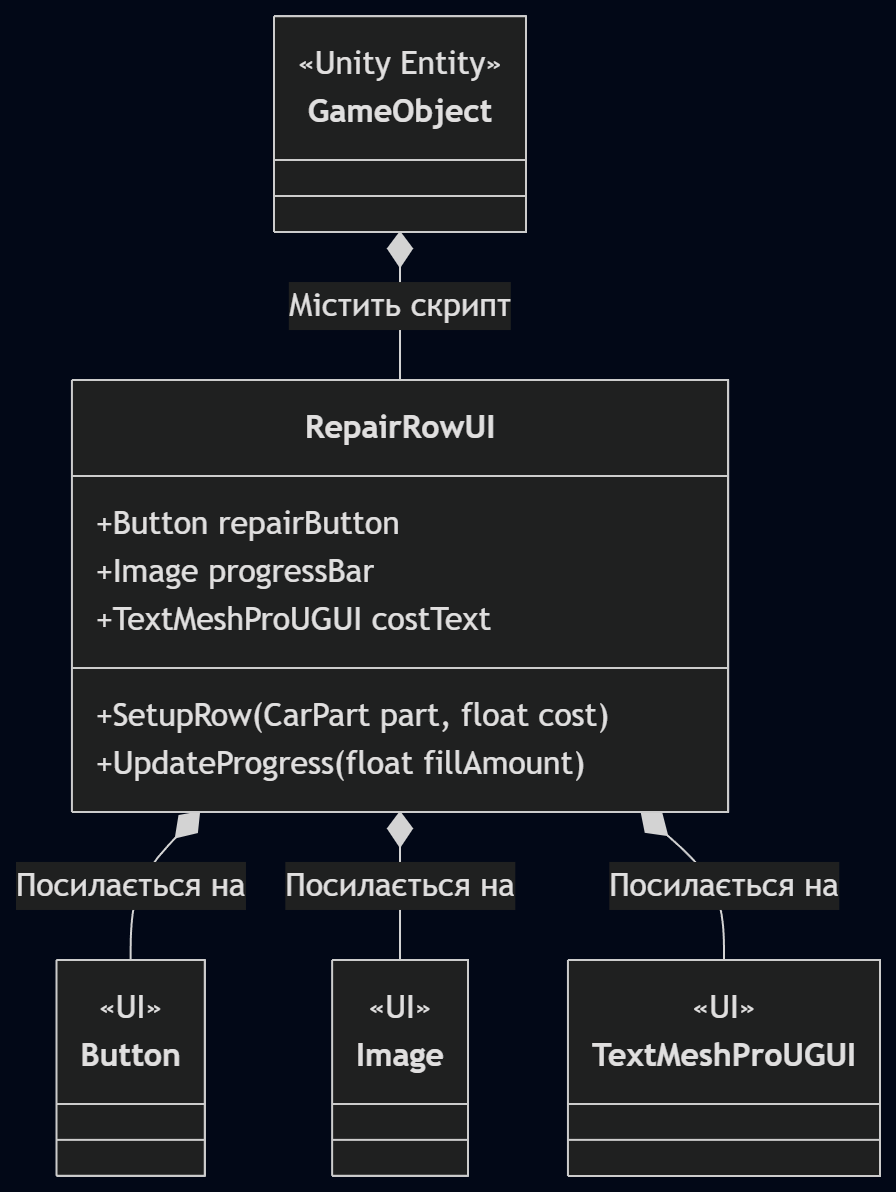 «Unity Entity»
GameObject
Містить скрипт
RepairRowUI
+Button repairButton
+Image progressBar
+TextMeshProUGUI costText
+SetupRow(CarPart part, float cost)
+UpdateProgress(float fillAmount)
Посилається на
Посилається на
Посилається на
«UI»
Button
«UI»
Image
«UI»
TextMeshProUGUI